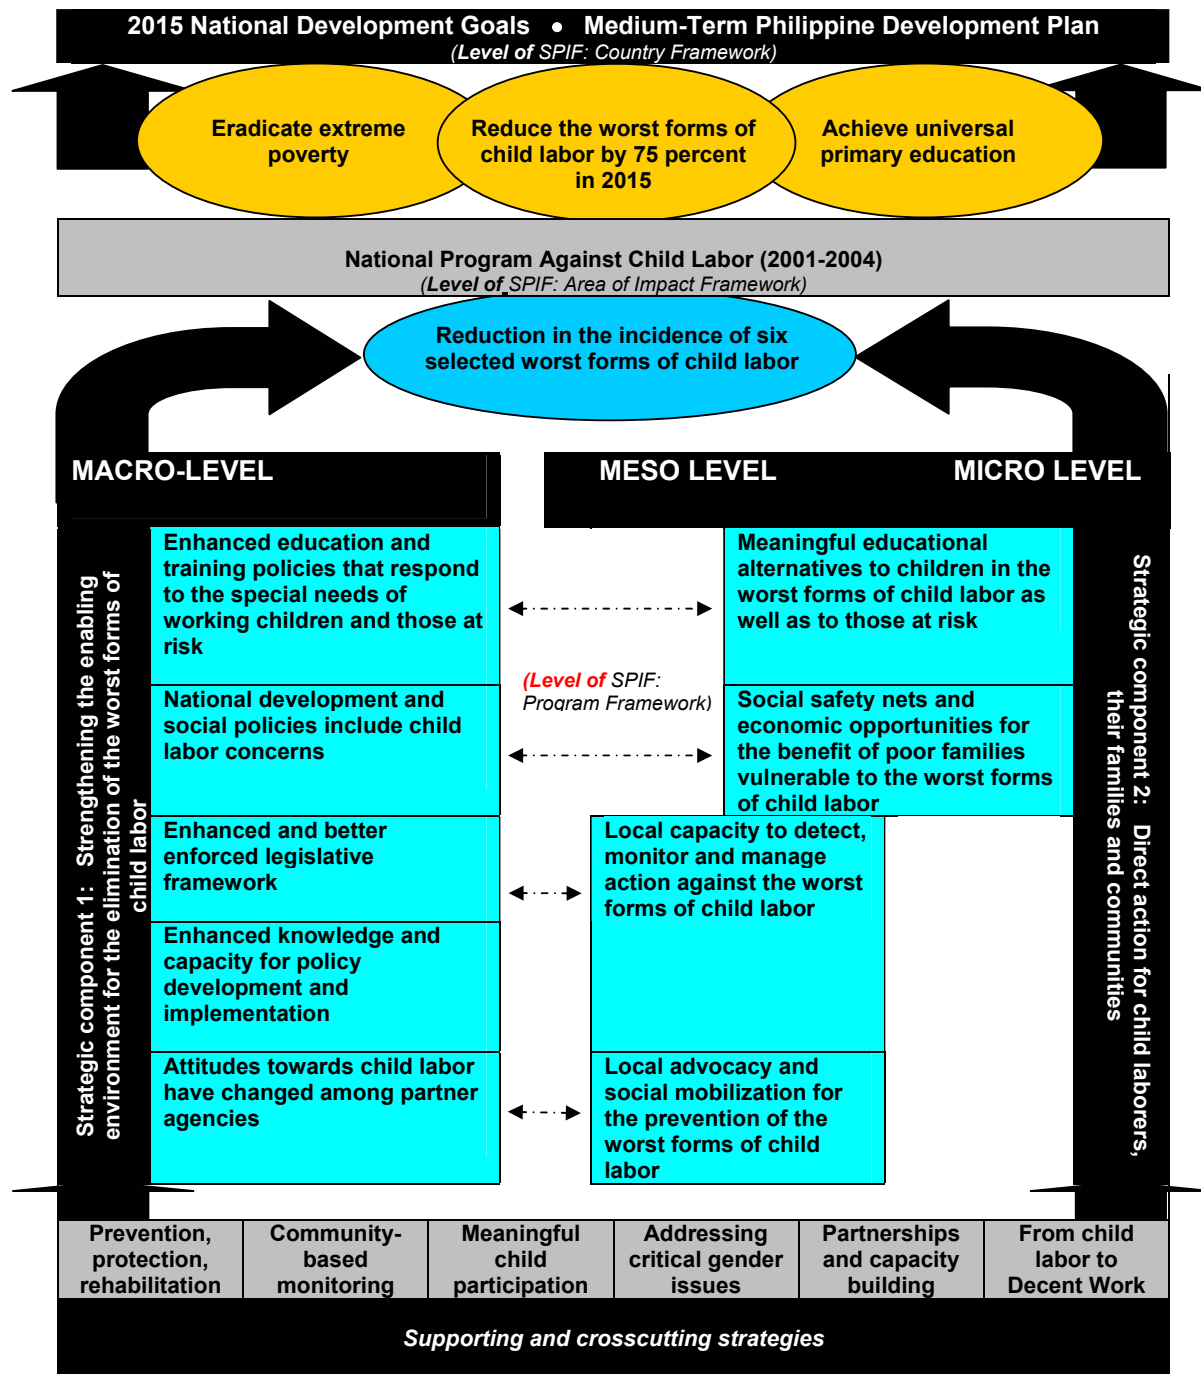 2015 National Development Goals ● Medium-Term Philippine Development Plan
(Level of SPIF: Country Framework)
Eradicate extreme
poverty
Reduce the worst forms of
child labor by 75 percent
in 2015
Achieve universal
primary education
National Program Against Child Labor (2001-2004)
(Level of SPIF: Area of Impact Framework)
Reduction in the incidence of six
selected worst forms of child labor
MACRO-LEVEL
MESO LEVEL
MICRO LEVEL
Strategic component 1: Strengthening the enabling
environment for the elimination of the worst forms of
child labor
Enhanced education and
training policies that respond
to the special needs of
working children and those at
risk
National development and
social policies include child
labor concerns
Enhanced and better
enforced legislative
framework
Enhanced knowledge and
capacity for policy
development and
implementation
Attitudes towards child labor
have changed among partner
agencies
(Level of SPIF:
Program Framework)
Meaningful educational
alternatives to children in the
worst forms of child labor as
well as to those at risk
Social safety nets and
economic opportunities for
the benefit of poor families
vulnerable to the worst forms
of child labor
Local capacity to detect,
monitor and manage
action against the worst
forms of child labor
Local advocacy and
social mobilization for
the prevention of the
worst forms of child
labor
Strategic component 2: Direct action for child laborers,
their families and communities
Prevention,
protection,
rehabilitation
Community-
based
monitoring
Meaningful
child
participation
Addressing
critical gender
issues
Partnerships
and capacity
building
From child
labor to
Decent Work
Supporting and crosscutting strategies